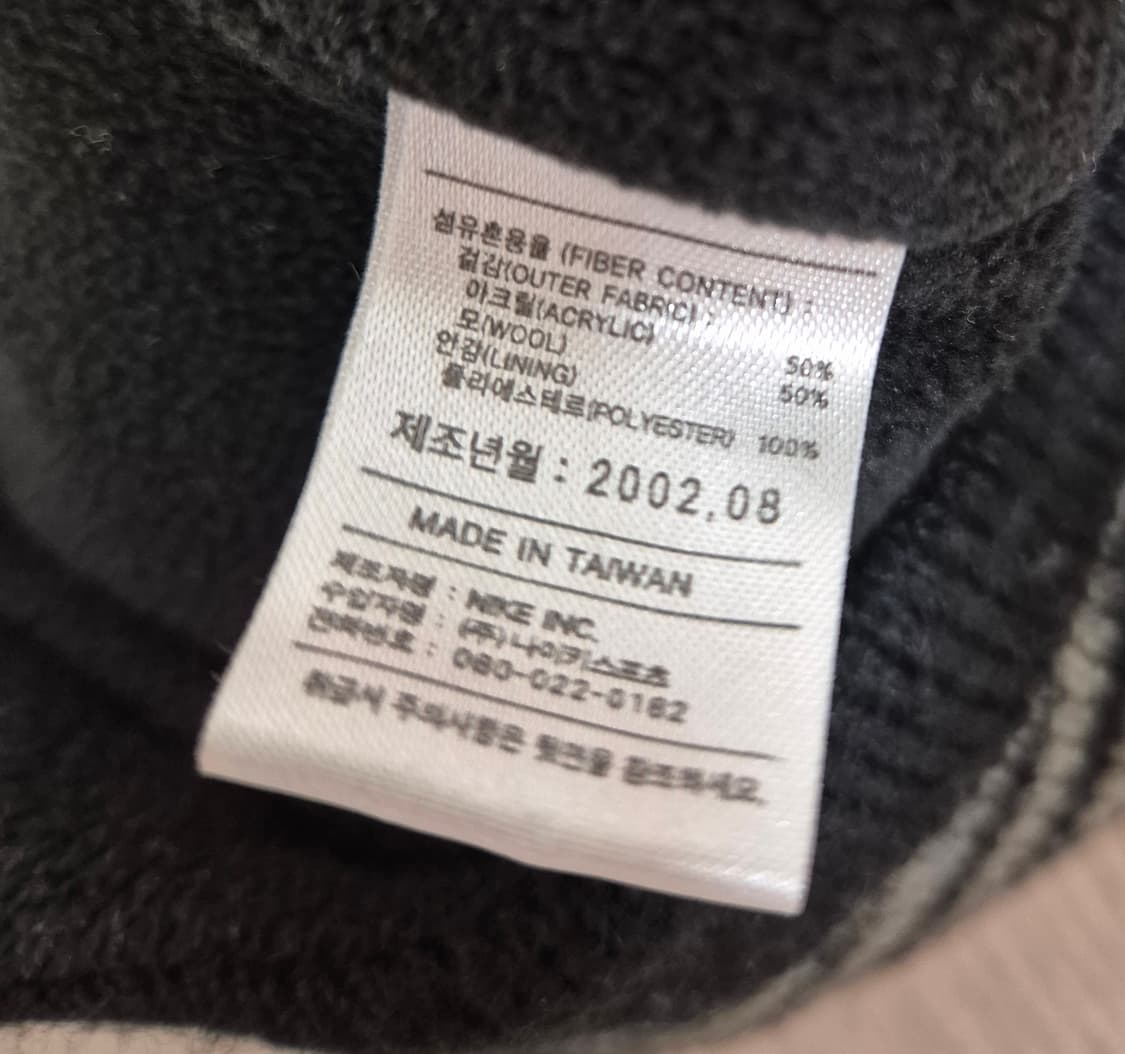 섬유혼용율 (FIBER CONTENT) :
겉감(OUTER FABRIC) :
아크릴(ACRYLIC) 50%
모(WOOL) 50%
안감(LINING)
폴리에스테르(POLYESTER) 100%
제조년월 : 2002.08
MADE IN TAIWAN
제조자명 : NIKE INC.
수입자명 : (주)나이키스포츠
전화번호 : 080-022-0182
취급시 주의사항은 뒷면을 참조하세요.